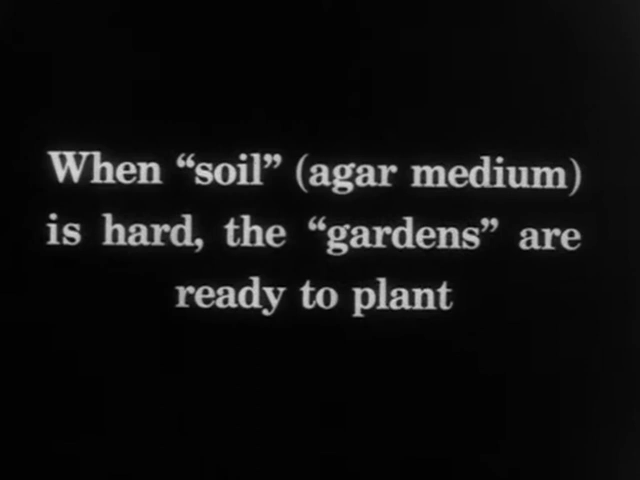 When “soil” (agar medium)
is hard, the “gardens” are
ready to plant